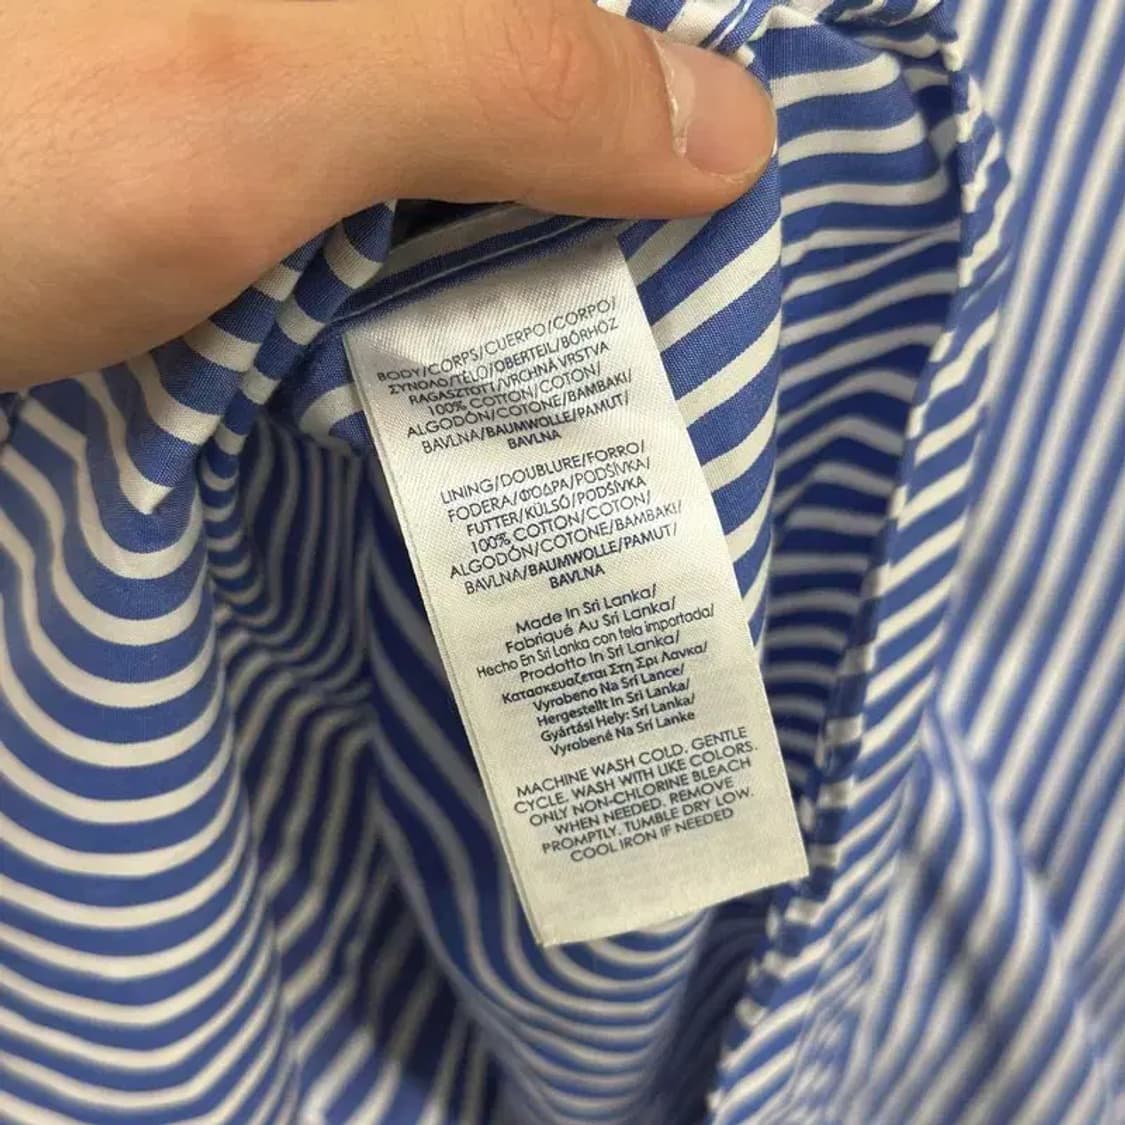 BODY/CORPS/CUERPO/CORPO/
ΣΥΝΟΛΟ/TĚLO/OBERTEIL/BŐRHÖZ
RAGASZTOTT/VRCHNÁ VRSTVA
100% COTTON/COTON/
ALGODÓN/COTONE/BAMBAKI/
BAVLNA/BAUMWOLLE/PAMUT/
BAVLNA
LINING/DOUBLURE/FORRO/
FODERA/ΦΟΔΡΑ/PODŠÍVKA/
FUTTER/KÜLSŐ/PODŠÍVKA
100% COTTON/COTON/
ALGODÓN/COTONE/BAMBAKI/
BAVLNA/BAUMWOLLE/PAMUT/
BAVLNA
Made In Sri Lanka/
Fabriqué Au Sri Lanka/
Hecho En Sri Lanka con tela importada/
Prodotto In Sri Lanka/
Κατασκευαζεται Στη Σρι Λανκα/
Vyrobeno Na Srí Lance/
Hergestellt In Sri Lanka/
Gyártási Hely: Srí Lanka/
Vyrobené Na Srí Lanke
MACHINE WASH COLD. GENTLE
CYCLE. WASH WITH LIKE COLORS.
ONLY NON-CHLORINE BLEACH
WHEN NEEDED. REMOVE
PROMPTLY. TUMBLE DRY LOW.
COOL IRON IF NEEDED